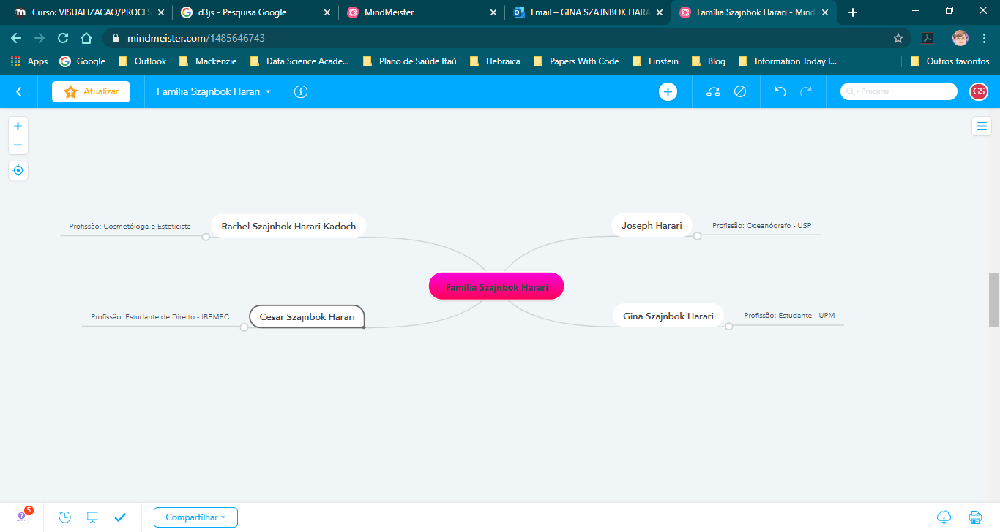 Curso: VISUALIZACAO/PROCES
d3js - Pesquisa Google
MindMeister
Email – GINA SZAJNBOK HARA
Família Szajnbok Harari - Mind
mindmeister.com/1485646743
Apps
Google
Outlook
Mackenzie
Data Science Acade...
Plano de Saúde Itaú
Hebraica
Papers With Code
Einstein
Blog
Information Today I...
Outros favoritos
Atualizar
Família Szajnbok Harari
Procurar
GS
Profissão: Cosmetóloga e Esteticista
Rachel Szajnbok Harari Kadoch
Joseph Harari
Profissão: Oceanógrafo - USP
Família Szajnbok Harari
Profissão: Estudante de Direito - IBEMEC
Cesar Szajnbok Harari
Gina Szajnbok Harari
Profissão: Estudante - UPM
5
Compartilhar